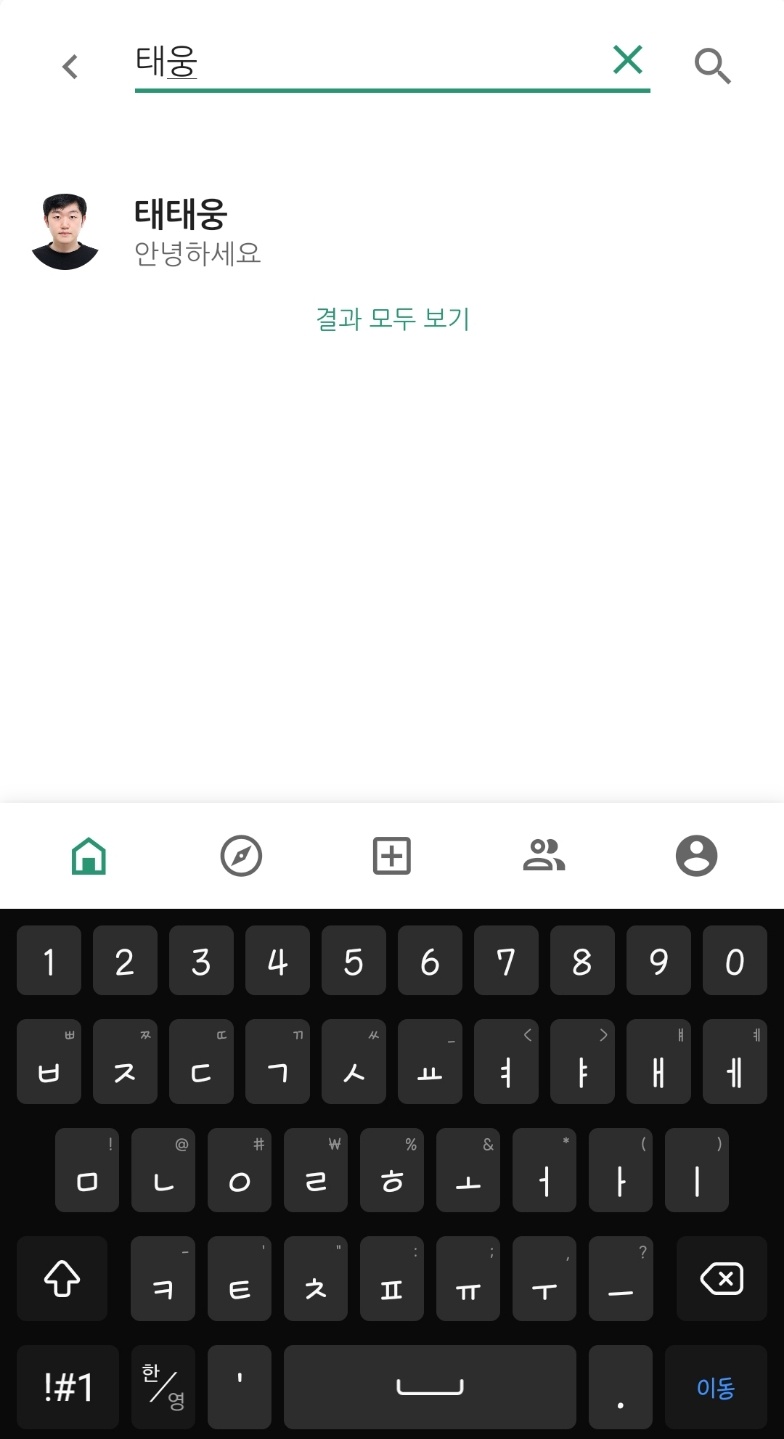 태웅
태태웅
안녕하세요
결과 모두 보기
1 2 3 4 5 6 7 8 9 0
ㅃ ㅉ ㄸ ㄲ ㅆ _ < > ㅒ ㅖ
ㅂ ㅈ ㄷ ㄱ ㅅ ㅛ ㅕ ㅑ ㅐ ㅔ
! @ # ₩ % & * ( )
ㅁ ㄴ ㅇ ㄹ ㅎ ㅗ ㅓ ㅏ ㅣ
- ' " : ; , ?
ㅋ ㅌ ㅊ ㅍ ㅠ ㅜ ㅡ
!#1 한/영 ' . 이동